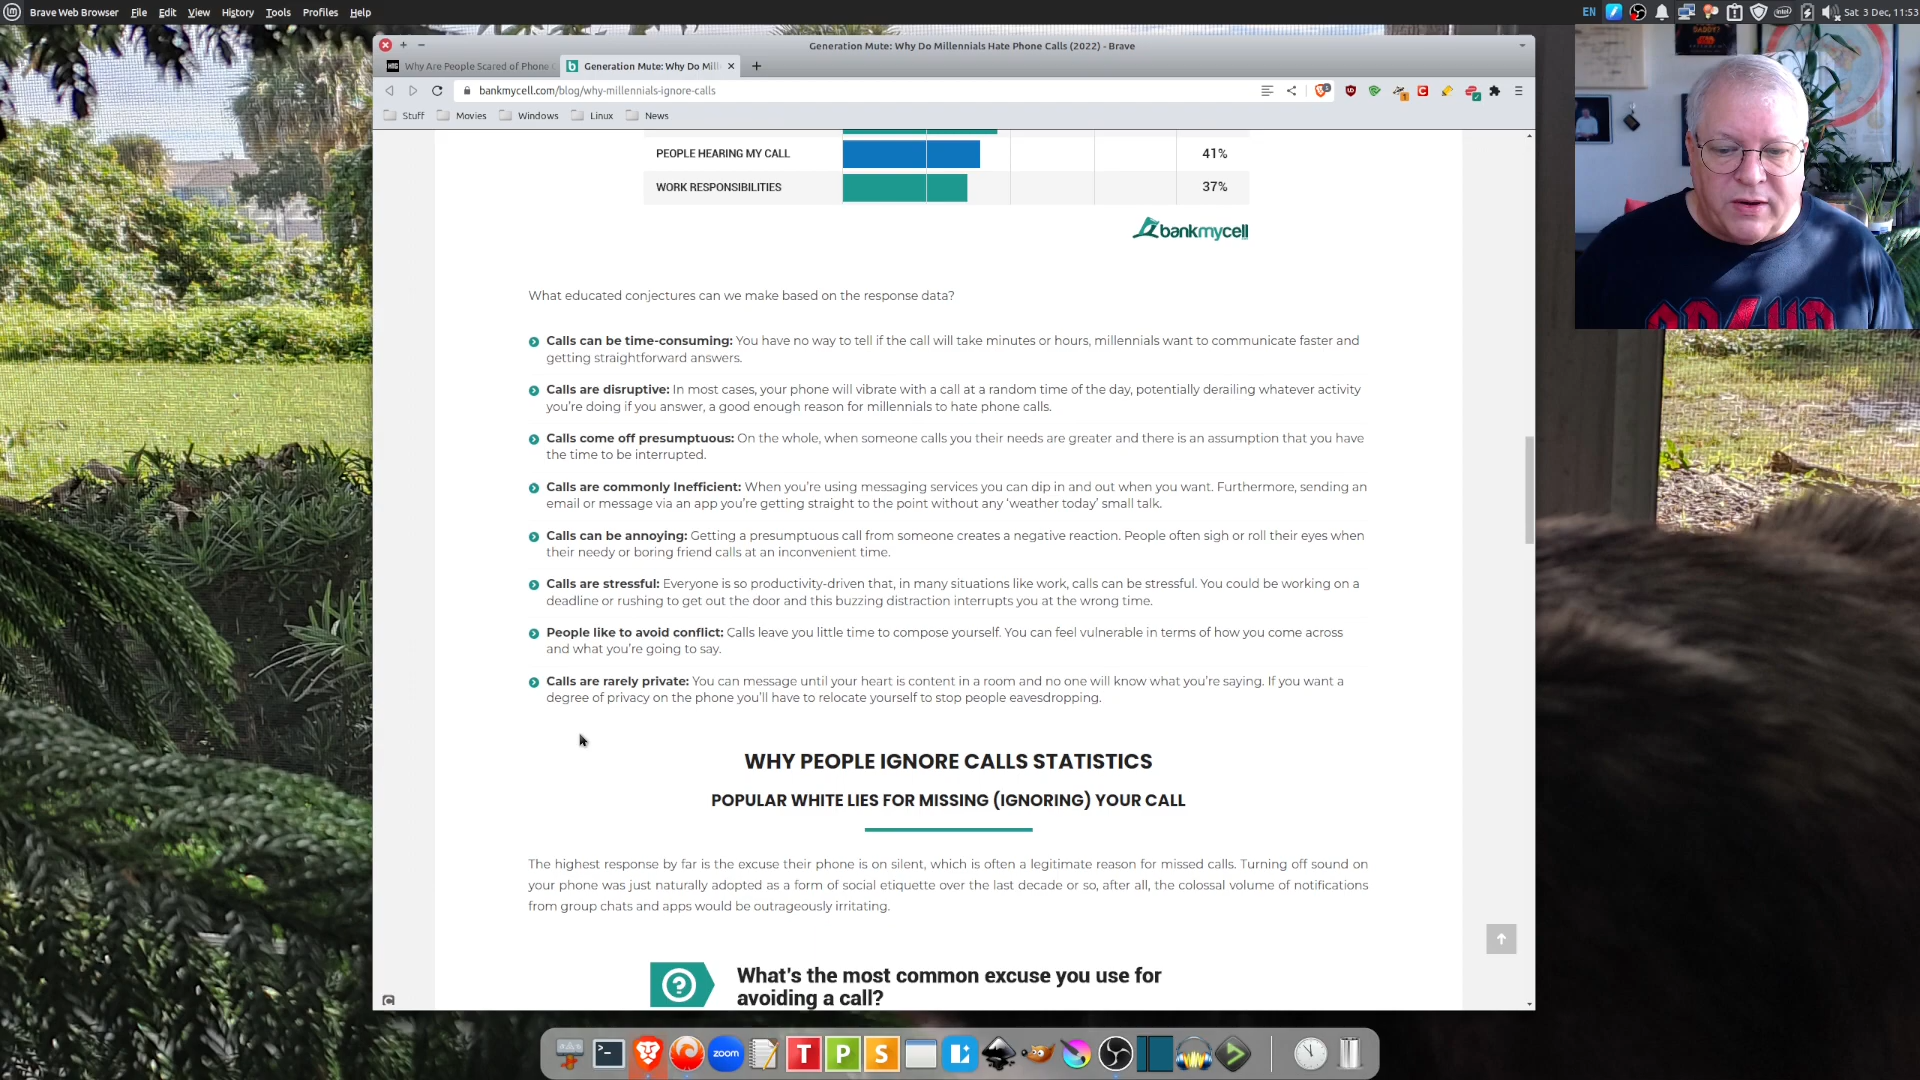 Brave Web Browser File Edit View History Tools Profiles Help
EN Sat 3 Dec, 11:53
Generation Mute: Why Do Millennials Hate Phone Calls (2022) - Brave
Why Are People Scared of Phone
Generation Mute: Why Do Mill
bankmycell.com/blog/why-millennials-ignore-calls
Stuff Movies Windows Linux News
PEOPLE HEARING MY CALL 41%
WORK RESPONSIBILITIES 37%
bankmycell
What educated conjectures can we make based on the response data?
Calls can be time-consuming: You have no way to tell if the call will take minutes or hours, millennials want to communicate faster and
getting straightforward answers.
Calls are disruptive: In most cases, your phone will vibrate with a call at a random time of the day, potentially derailing whatever activity
you're doing if you answer, a good enough reason for millennials to hate phone calls.
Calls come off presumptuous: On the whole, when someone calls you their needs are greater and there is an assumption that you have
the time to be interrupted.
Calls are commonly Inefficient: When you're using messaging services you can dip in and out when you want. Furthermore, sending an
email or message via an app you're getting straight to the point without any 'weather today' small talk.
Calls can be annoying: Getting a presumptuous call from someone creates a negative reaction. People often sigh or roll their eyes when
their needy or boring friend calls at an inconvenient time.
Calls are stressful: Everyone is so productivity-driven that, in many situations like work, calls can be stressful. You could be working on a
deadline or rushing to get out the door and this buzzing distraction interrupts you at the wrong time.
People like to avoid conflict: Calls leave you little time to compose yourself. You can feel vulnerable in terms of how you come across
and what you're going to say.
Calls are rarely private: You can message until your heart is content in a room and no one will know what you're saying. If you want a
degree of privacy on the phone you'll have to relocate yourself to stop people eavesdropping.
WHY PEOPLE IGNORE CALLS STATISTICS
POPULAR WHITE LIES FOR MISSING (IGNORING) YOUR CALL
The highest response by far is the excuse their phone is on silent, which is often a legitimate reason for missed calls. Turning off sound on
your phone was just naturally adopted as a form of social etiquette over the last decade or so, after all, the colossal volume of notifications
from group chats and apps would be outrageously irritating.
What's the most common excuse you use for
avoiding a call?
zoom T P S